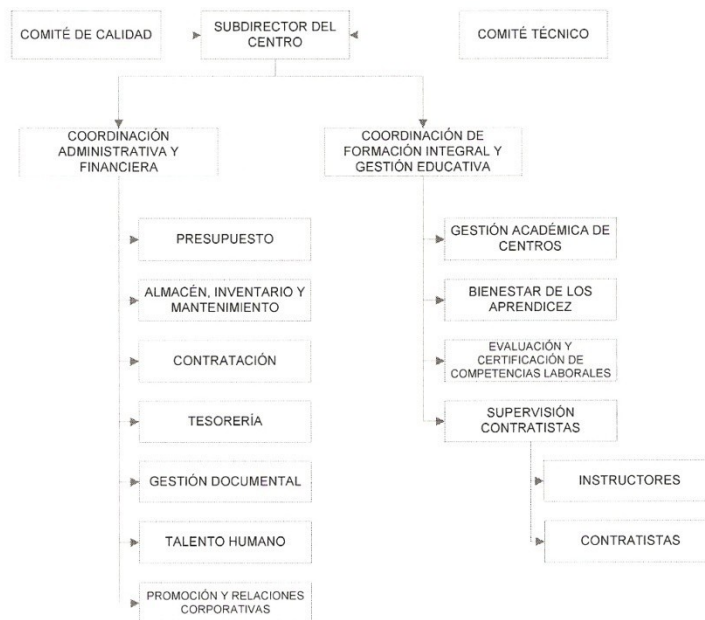 COMITÉ DE CALIDAD
SUBDIRECTOR DEL
CENTRO
COMITÉ TÉCNICO
COORDINACIÓN
ADMINISTRATIVA Y
FINANCIERA
COORDINACIÓN DE
FORMACIÓN INTEGRAL Y
GESTIÓN EDUCATIVA
PRESUPUESTO
ALMACÉN, INVENTARIO Y
MANTENIMIENTO
CONTRATACIÓN
TESORERÍA
GESTIÓN DOCUMENTAL
TALENTO HUMANO
PROMOCIÓN Y RELACIONES
CORPORATIVAS
GESTIÓN ACADÉMICA DE
CENTROS
BIENESTAR DE LOS
APRENDICEZ
EVALUACIÓN Y
CERTIFICACIÓN DE
COMPETENCIAS LABORALES
SUPERVISIÓN
CONTRATISTAS
INSTRUCTORES
CONTRATISTAS